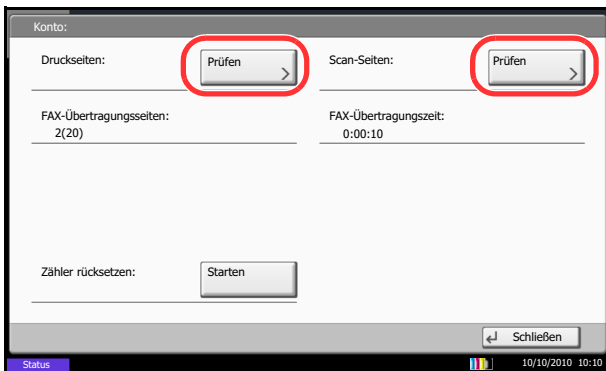 Konto:
Druckseiten: Prüfen Scan-Seiten: Prüfen
FAX-Übertragungsseiten: FAX-Übertragungszeit:
2(20) 0:00:10
Zähler rücksetzen: Starten
Schließen
Status 10/10/2010 10:10